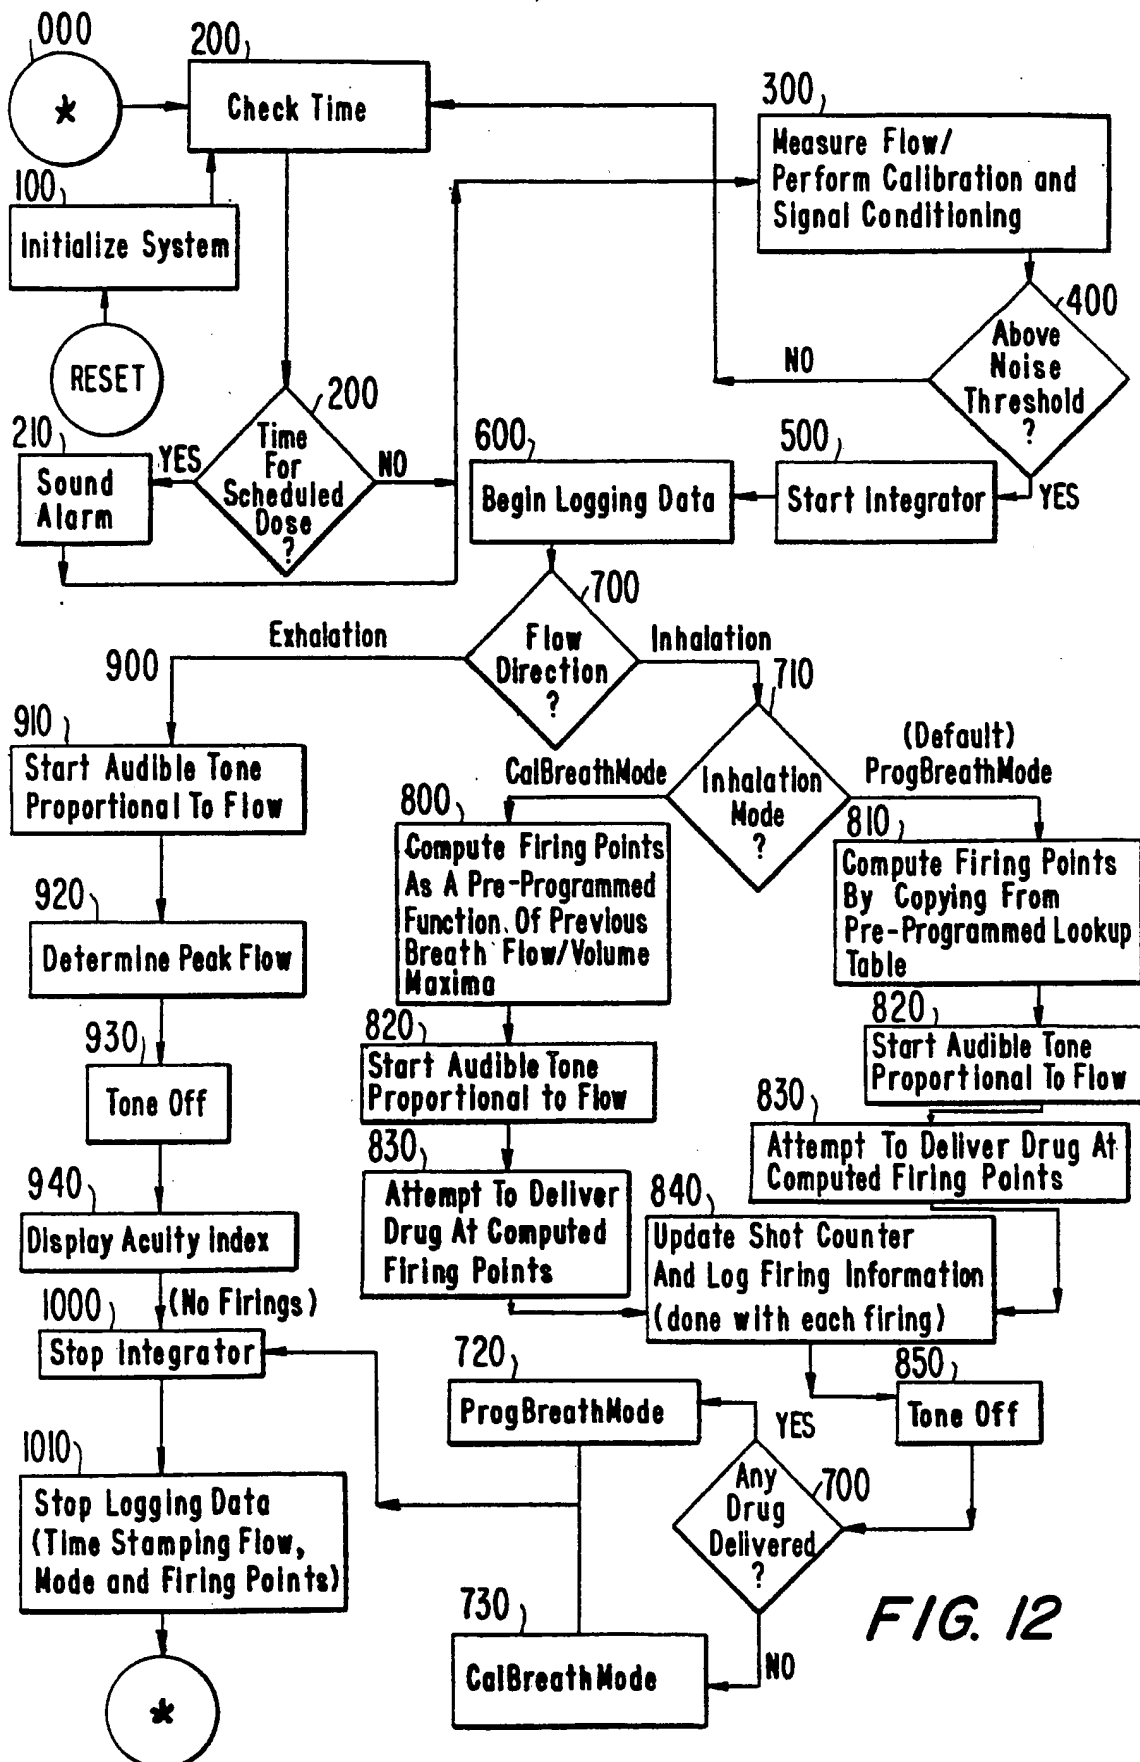 000
*
200
Check Time
300
Measure Flow/
Perform Calibration and
Signal Conditioning
100
Initialize System
400
Above
Noise
Threshold
?
NO
YES
RESET
200
Time
For
Scheduled
Dose
?
YES
NO
210
Sound
Alarm
600
Begin Logging Data
500
Start Integrator
700
Flow
Direction
?
Exhalation
Inhalation
900
710
Inhalation
Mode
?
CalBreathMode
(Default)
ProgBreathMode
910
Start Audible Tone
Proportional To Flow
800
Compute Firing Points
As A Pre-Programmed
Function. Of Previous
Breath Flow/Volume
Maxima
810
Compute Firing Points
By Copying From
Pre-Programmed Lookup
Table
920
Determine Peak Flow
820
Start Audible Tone
Proportional to Flow
820
Start Audible Tone
Proportional To Flow
930
Tone Off
830
Attempt To Deliver
Drug At Computed
Firing Points
830
Attempt To Deliver Drug At
Computed Firing Points
940
Display Acuity index
840
Update Shot Counter
And Log Firing Information
(done with each firing)
1000
(No Firings)
Stop Integrator
720
ProgBreathMode
850
Tone Off
YES
700
Any
Drug
Delivered
?
NO
1010
Stop Logging Data
(Time Stamping Flow,
Mode and Firing Points)
730
CalBreathMode
*
FIG. 12